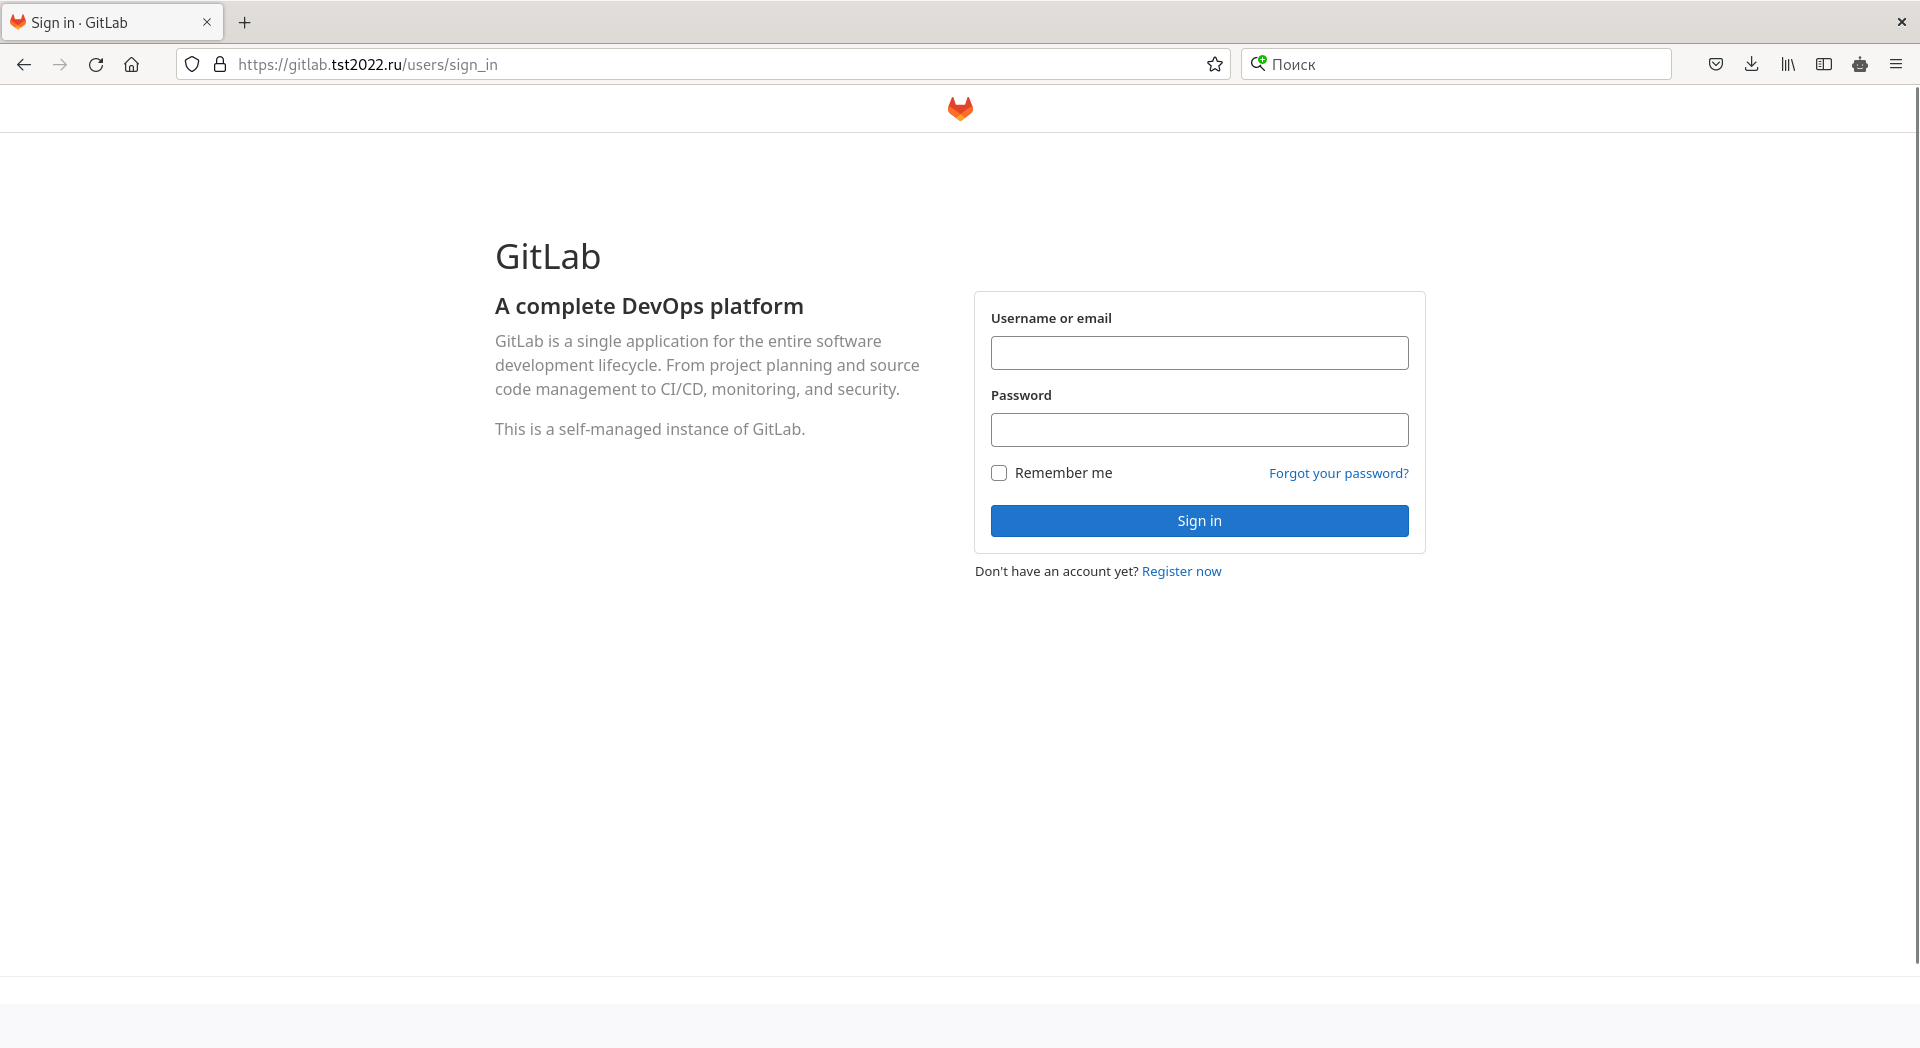 Sign in · GitLab
https://gitlab.tst2022.ru/users/sign_in
Поиск
GitLab
A complete DevOps platform
GitLab is a single application for the entire software
development lifecycle. From project planning and source
code management to CI/CD, monitoring, and security.
This is a self-managed instance of GitLab.
Username or email
Password
Remember me
Forgot your password?
Sign in
Don't have an account yet? Register now